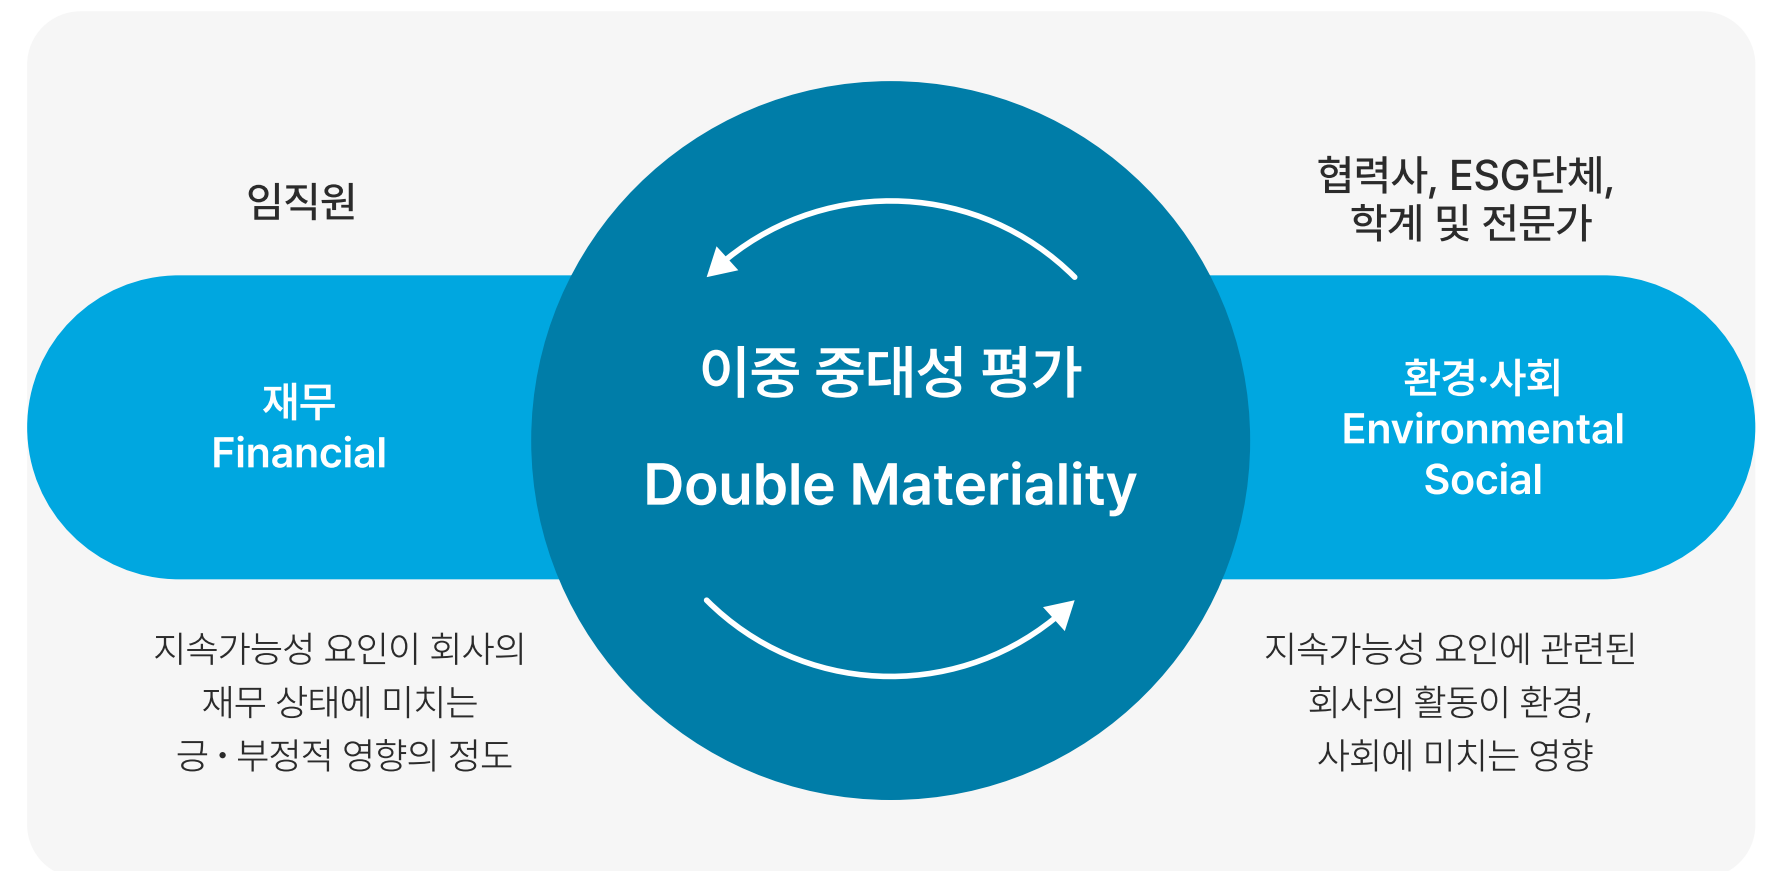 임직원
재무
Financial
지속가능성 요인이 회사의
재무 상태에 미치는
긍 • 부정적 영향의 정도
이중 중대성 평가
Double Materiality
협력사, ESG단체,
학계 및 전문가
환경·사회
Environmental
Social
지속가능성 요인에 관련된
회사의 활동이 환경,
사회에 미치는 영향